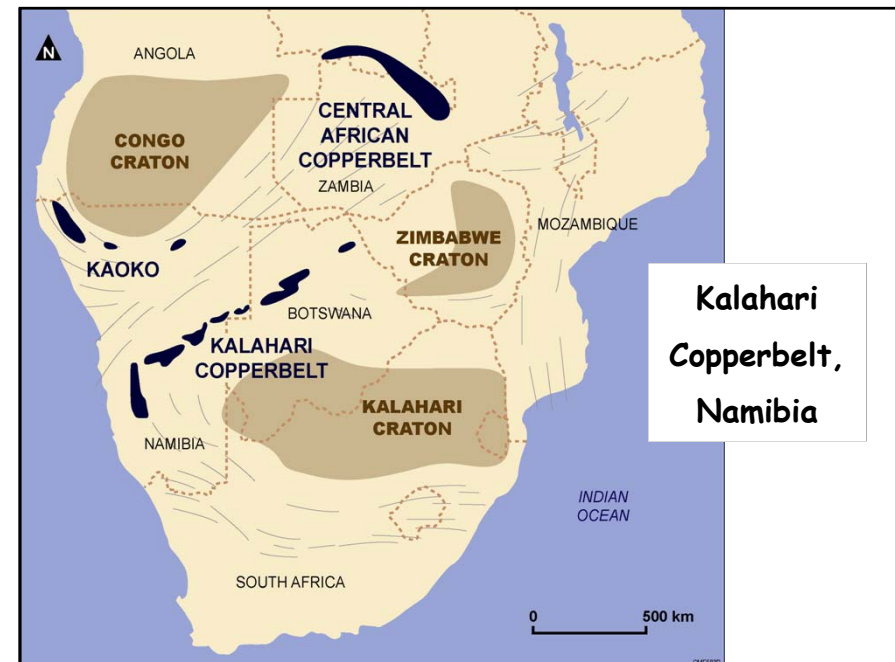 N
ANGOLA
CONGO
CRATON
CENTRAL
AFRICAN
COPPERBELT
ZAMBIA
MOZAMBIQUE
ZIMBABWE
CRATON
KAOKO
BOTSWANA
KALAHARI
COPPERBELT
KALAHARI
CRATON
NAMIBIA
INDIAN
OCEAN
SOUTH AFRICA
0 500 km
Kalahari
Copperbelt,
Namibia